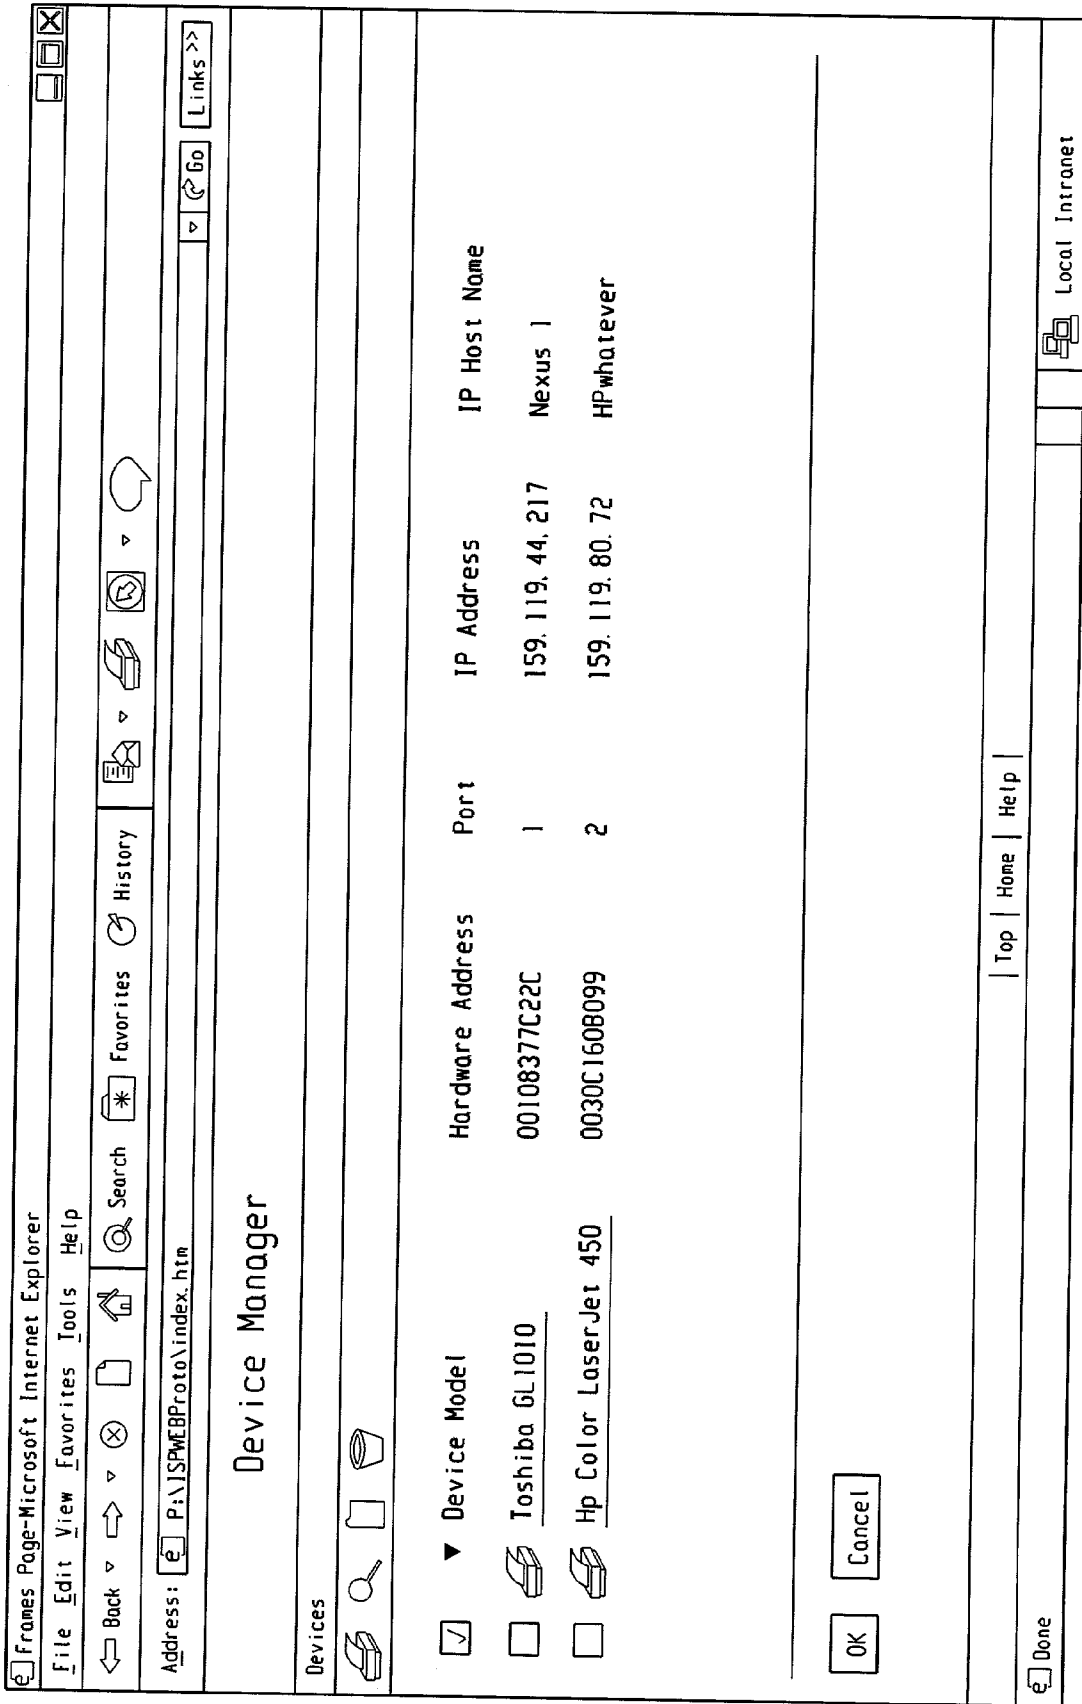 Frames Page-Microsoft Internet Explorer
File Edit View Favorites Tools Help
Back Search Favorites History
Address: P:\ISPWEBProto\index.htm Go Links >>
Device Manager
Devices
Device Model Hardware Address Port IP Address IP Host Name
Toshiba GL1010 00108377C22C 1 159.119.44.217 Nexus 1
Hp Color LaserJet 450 0030C160B099 2 159.119.80.72 HPwhatever
OK Cancel
| Top | Home | Help |
Done Local Intranet